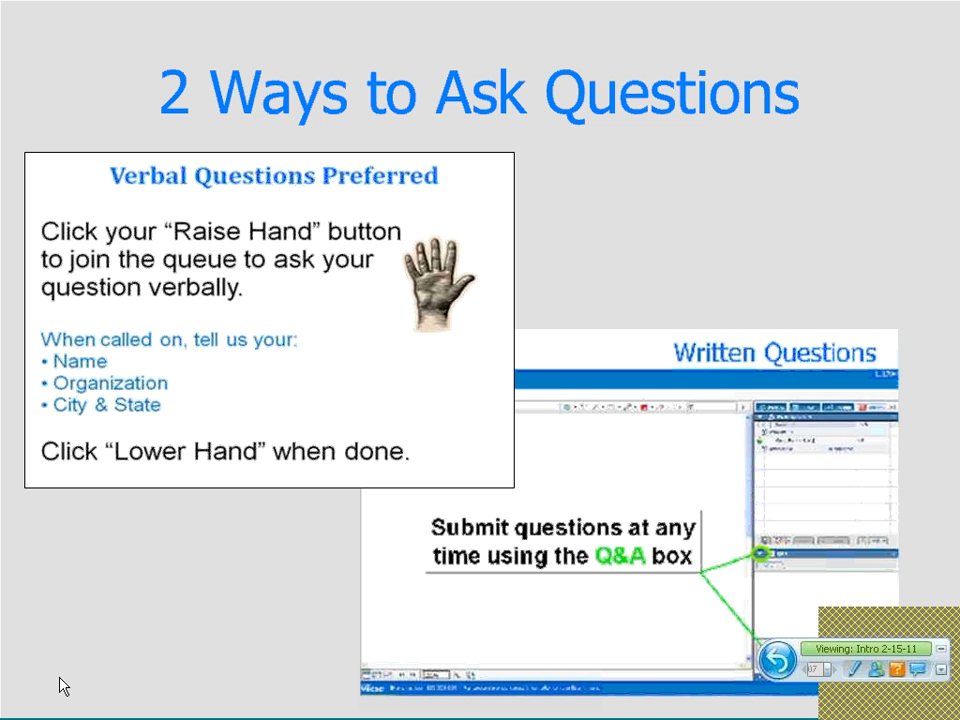 2 Ways to Ask Questions
Verbal Questions Preferred
Click your “Raise Hand” button
to join the queue to ask your
question verbally.
When called on, tell us your:
• Name
• Organization
• City & State
Click “Lower Hand” when done.
Written Questions
Submit questions at any
time using the Q&A box
Viewing: Intro 2-15-11